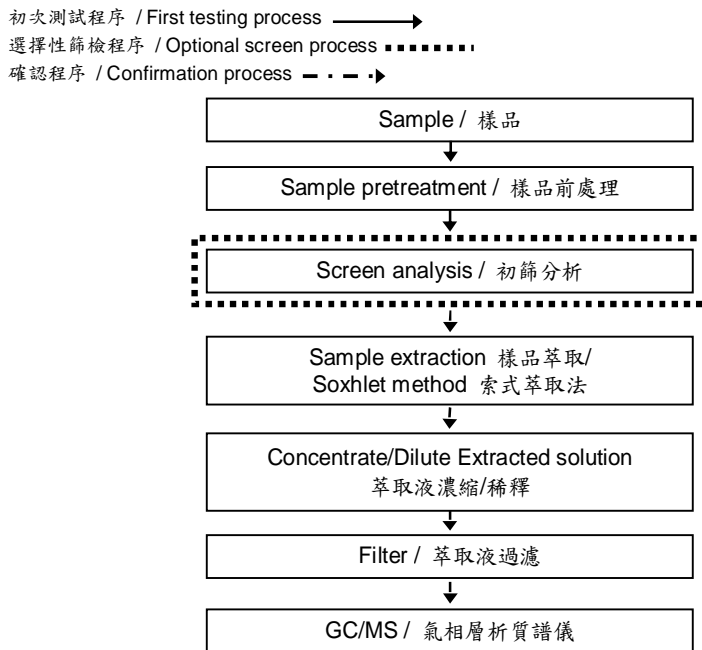 初次測試程序 / First testing process
選擇性篩檢程序 / Optional screen process
確認程序 / Confirmation process
Sample / 樣品
Sample pretreatment / 樣品前處理
Screen analysis / 初篩分析
Sample extraction 樣品萃取/
Soxhlet method 索式萃取法
Concentrate/Dilute Extracted solution
萃取液濃縮/稀釋
Filter / 萃取液過濾
GC/MS / 氣相層析質譜儀